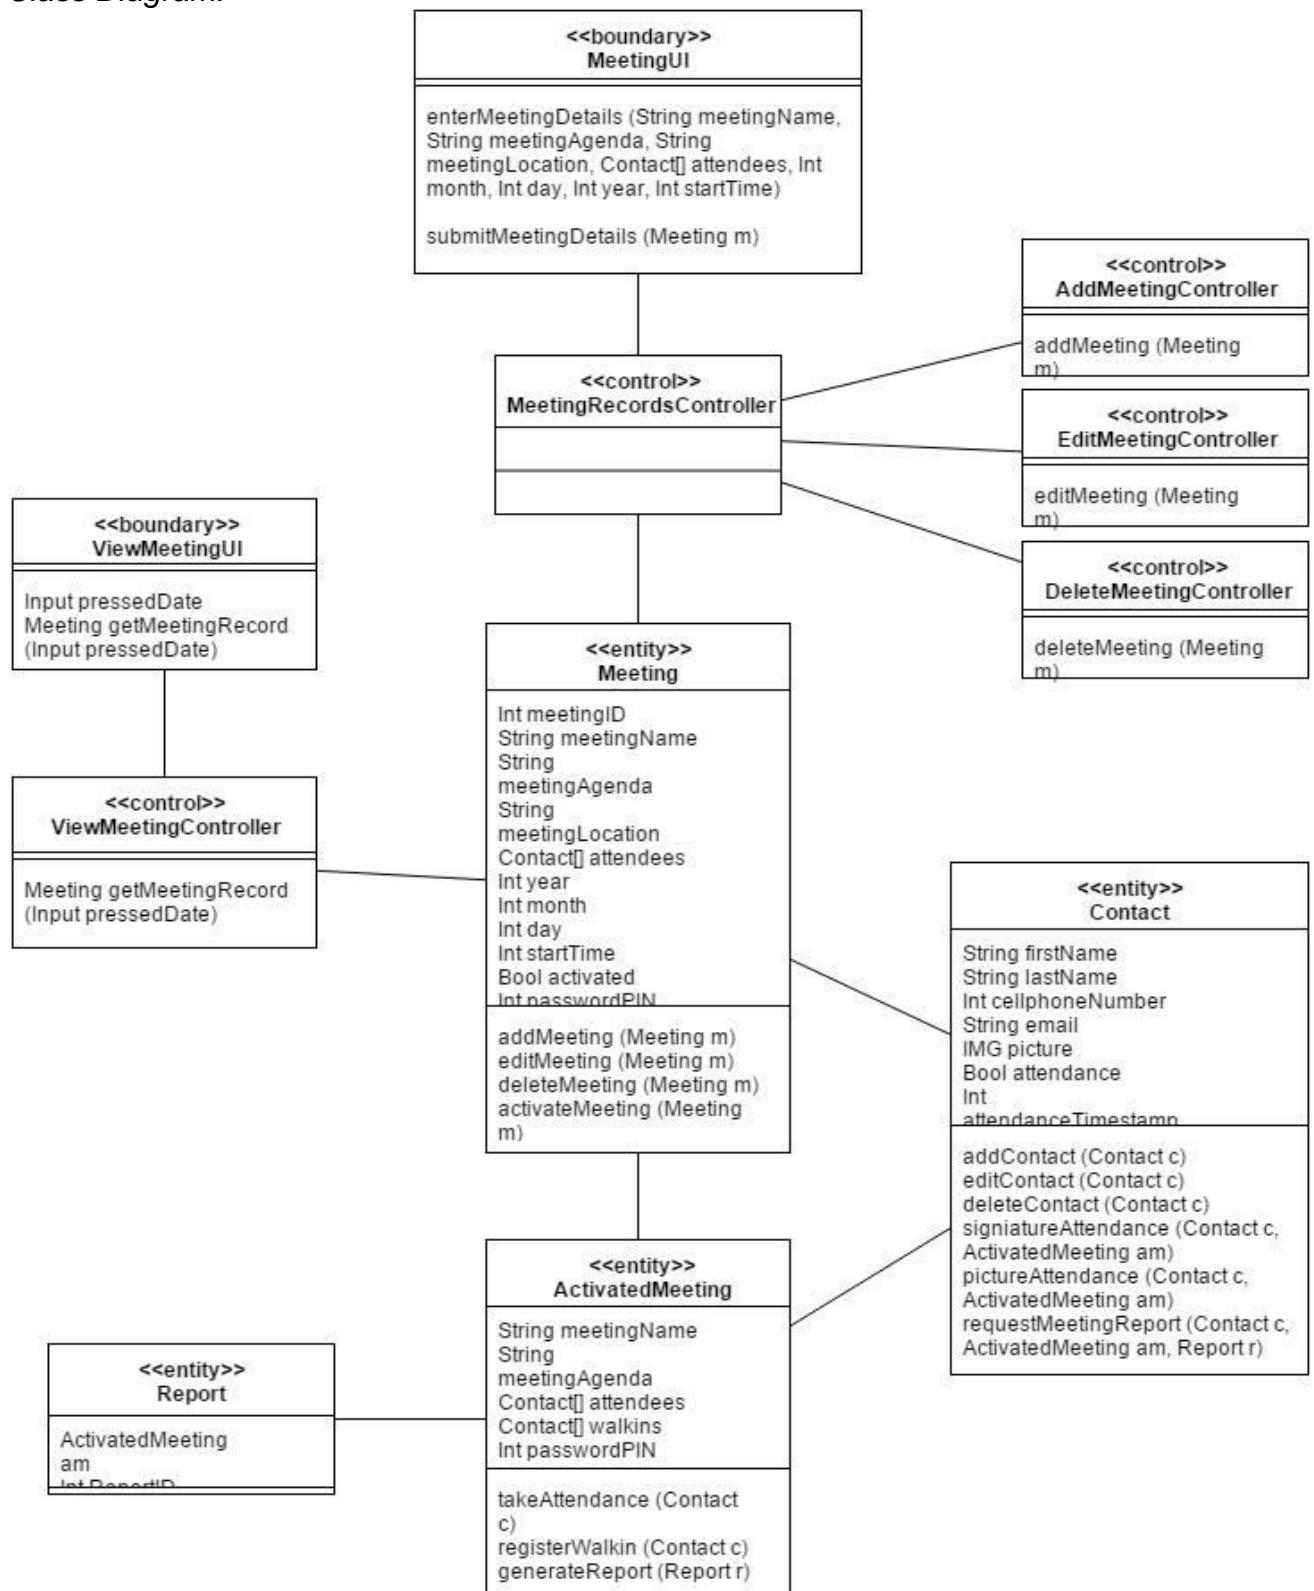 Class Diagram:
<<boundary>>
MeetingUI
enterMeetingDetails (String meetingName,
String meetingAgenda, String
meetingLocation, Contact[] attendees, Int
month, Int day, Int year, Int startTime)
submitMeetingDetails (Meeting m)
<<control>>
AddMeetingController
addMeeting (Meeting
m)
<<control>>
MeetingRecordsController
<<control>>
EditMeetingController
editMeeting (Meeting
m)
<<control>>
DeleteMeetingController
deleteMeeting (Meeting
m)
<<boundary>>
ViewMeetingUI
Input pressedDate
Meeting getMeetingRecord
(Input pressedDate)
<<control>>
ViewMeetingController
Meeting getMeetingRecord
(Input pressedDate)
<<entity>>
Meeting
Int meetingID
String meetingName
String
meetingAgenda
String
meetingLocation
Contact[] attendees
Int year
Int month
Int day
Int startTime
Bool activated
Int passwordPIN
addMeeting (Meeting m)
editMeeting (Meeting m)
deleteMeeting (Meeting m)
activateMeeting (Meeting
m)
<<entity>>
Contact
String firstName
String lastName
Int cellphoneNumber
String email
IMG picture
Bool attendance
Int
attendanceTimestamp
addContact (Contact c)
editContact (Contact c)
deleteContact (Contact c)
signiatureAttendance (Contact c,
ActivatedMeeting am)
pictureAttendance (Contact c,
ActivatedMeeting am)
requestMeetingReport (Contact c,
ActivatedMeeting am, Report r)
<<entity>>
ActivatedMeeting
String meetingName
String
meetingAgenda
Contact[] attendees
Contact[] walkins
Int passwordPIN
takeAttendance (Contact
c)
registerWalkin (Contact c)
generateReport (Report r)
<<entity>>
Report
ActivatedMeeting
am
Int ReportID